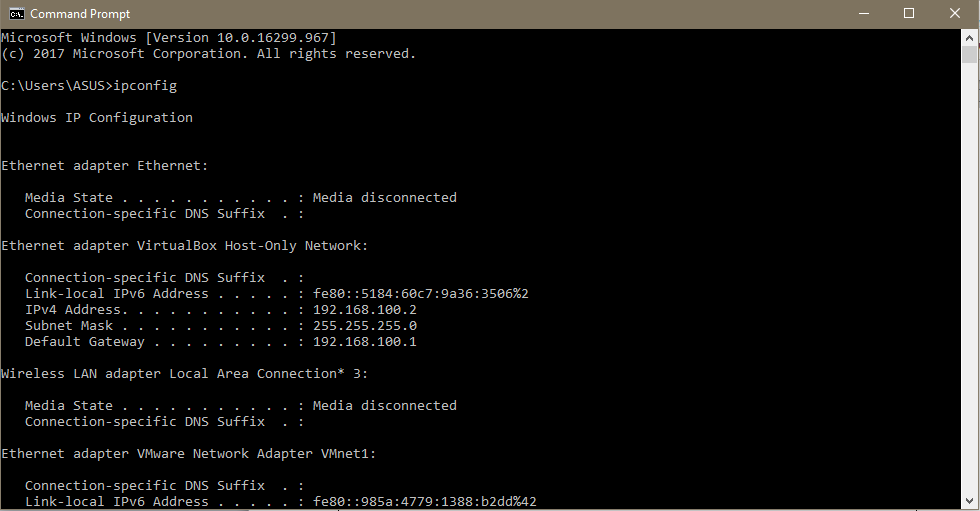 Command Prompt
Microsoft Windows [Version 10.0.16299.967]
(c) 2017 Microsoft Corporation. All rights reserved.
C:\Users\ASUS>ipconfig
Windows IP Configuration
Ethernet adapter Ethernet:
   Media State . . . . . . . . . . . : Media disconnected
   Connection-specific DNS Suffix  . :
Ethernet adapter VirtualBox Host-Only Network:
   Connection-specific DNS Suffix  . :
   Link-local IPv6 Address . . . . . : fe80::5184:60c7:9a36:3506%2
   IPv4 Address. . . . . . . . . . . : 192.168.100.2
   Subnet Mask . . . . . . . . . . . : 255.255.255.0
   Default Gateway . . . . . . . . . : 192.168.100.1
Wireless LAN adapter Local Area Connection* 3:
   Media State . . . . . . . . . . . : Media disconnected
   Connection-specific DNS Suffix  . :
Ethernet adapter VMware Network Adapter VMnet1:
   Connection-specific DNS Suffix  . :
   Link-local IPv6 Address . . . . . : fe80::985a:4779:1388:b2dd%42